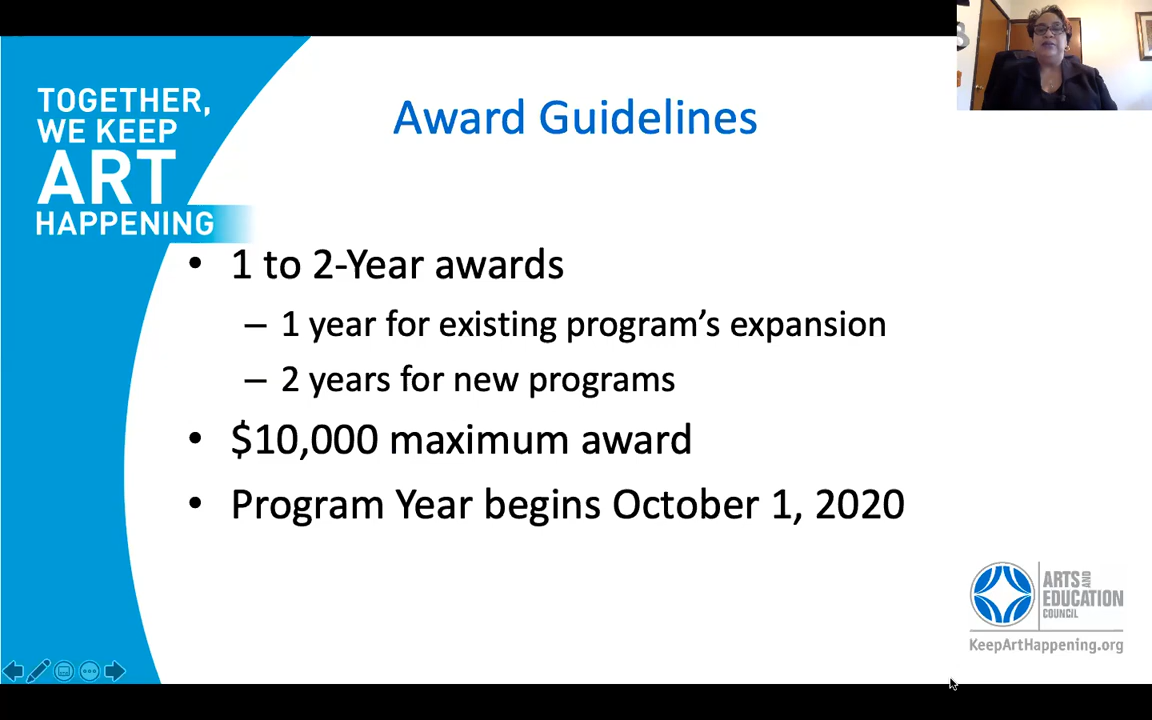 TOGETHER,
WE KEEP
ART
HAPPENING
Award Guidelines
• 1 to 2-Year awards
– 1 year for existing program's expansion
– 2 years for new programs
• $10,000 maximum award
• Program Year begins October 1, 2020
ARTS AND
EDUCATION
COUNCIL
KeepArtHappening.org